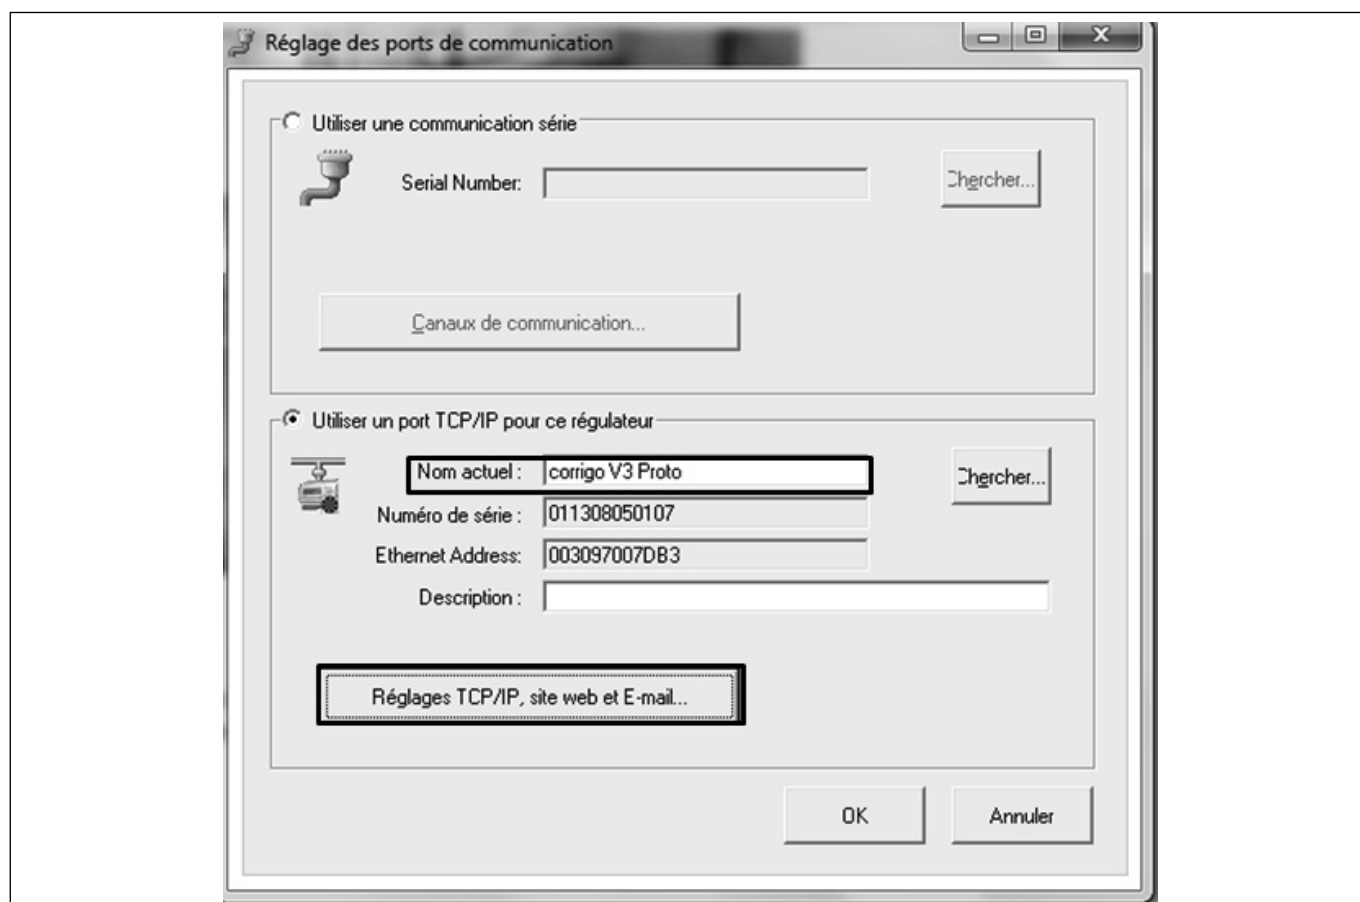 Réglage des ports de communication
Utiliser une communication série
Serial Number:
Chercher...
Canaux de communication...
Utiliser un port TCP/IP pour ce régulateur
Nom actuel : corrigo V3 Proto
Chercher...
Numéro de série : 011308050107
Ethernet Address: 003097007DB3
Description :
Réglages TCP/IP, site web et E-mail...
OK
Annuler